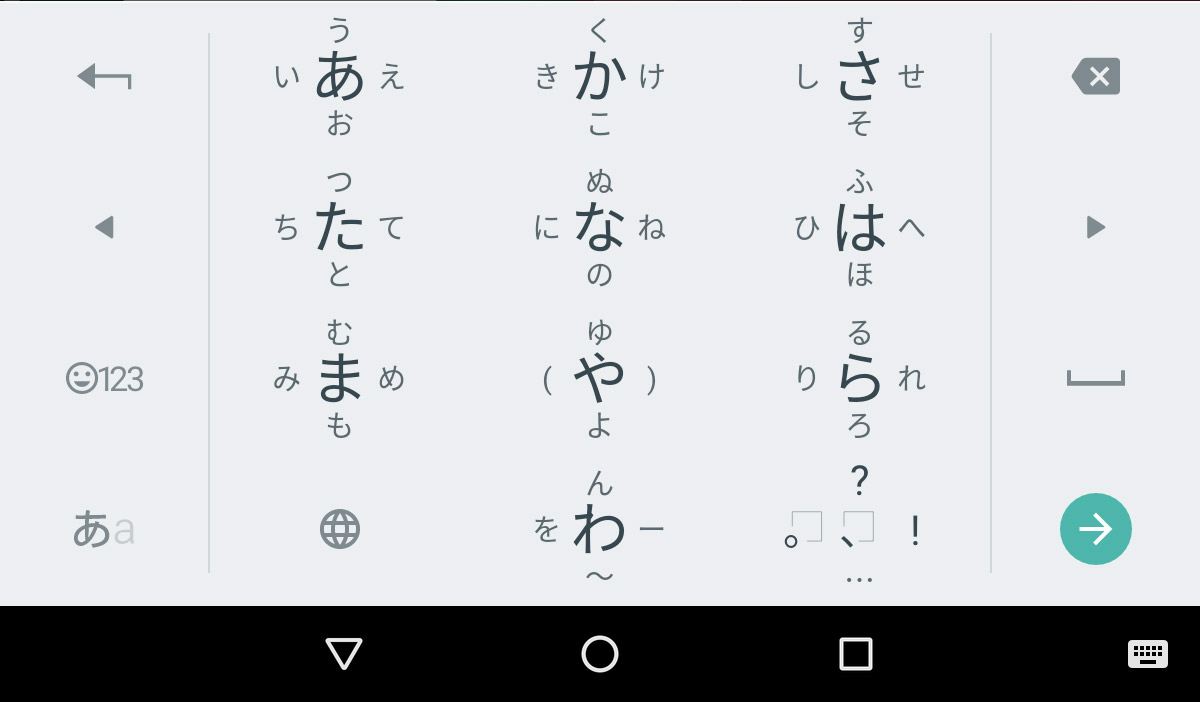 う く す
い あ え き か け し さ せ
お こ そ
つ ぬ ふ
ち た て に な ね ひ は へ
と の ほ
む ゆ る
123 み ま め ( や ) り ら れ
も よ ろ
ん ?
あa を わ ー 。 、 !
〜 …